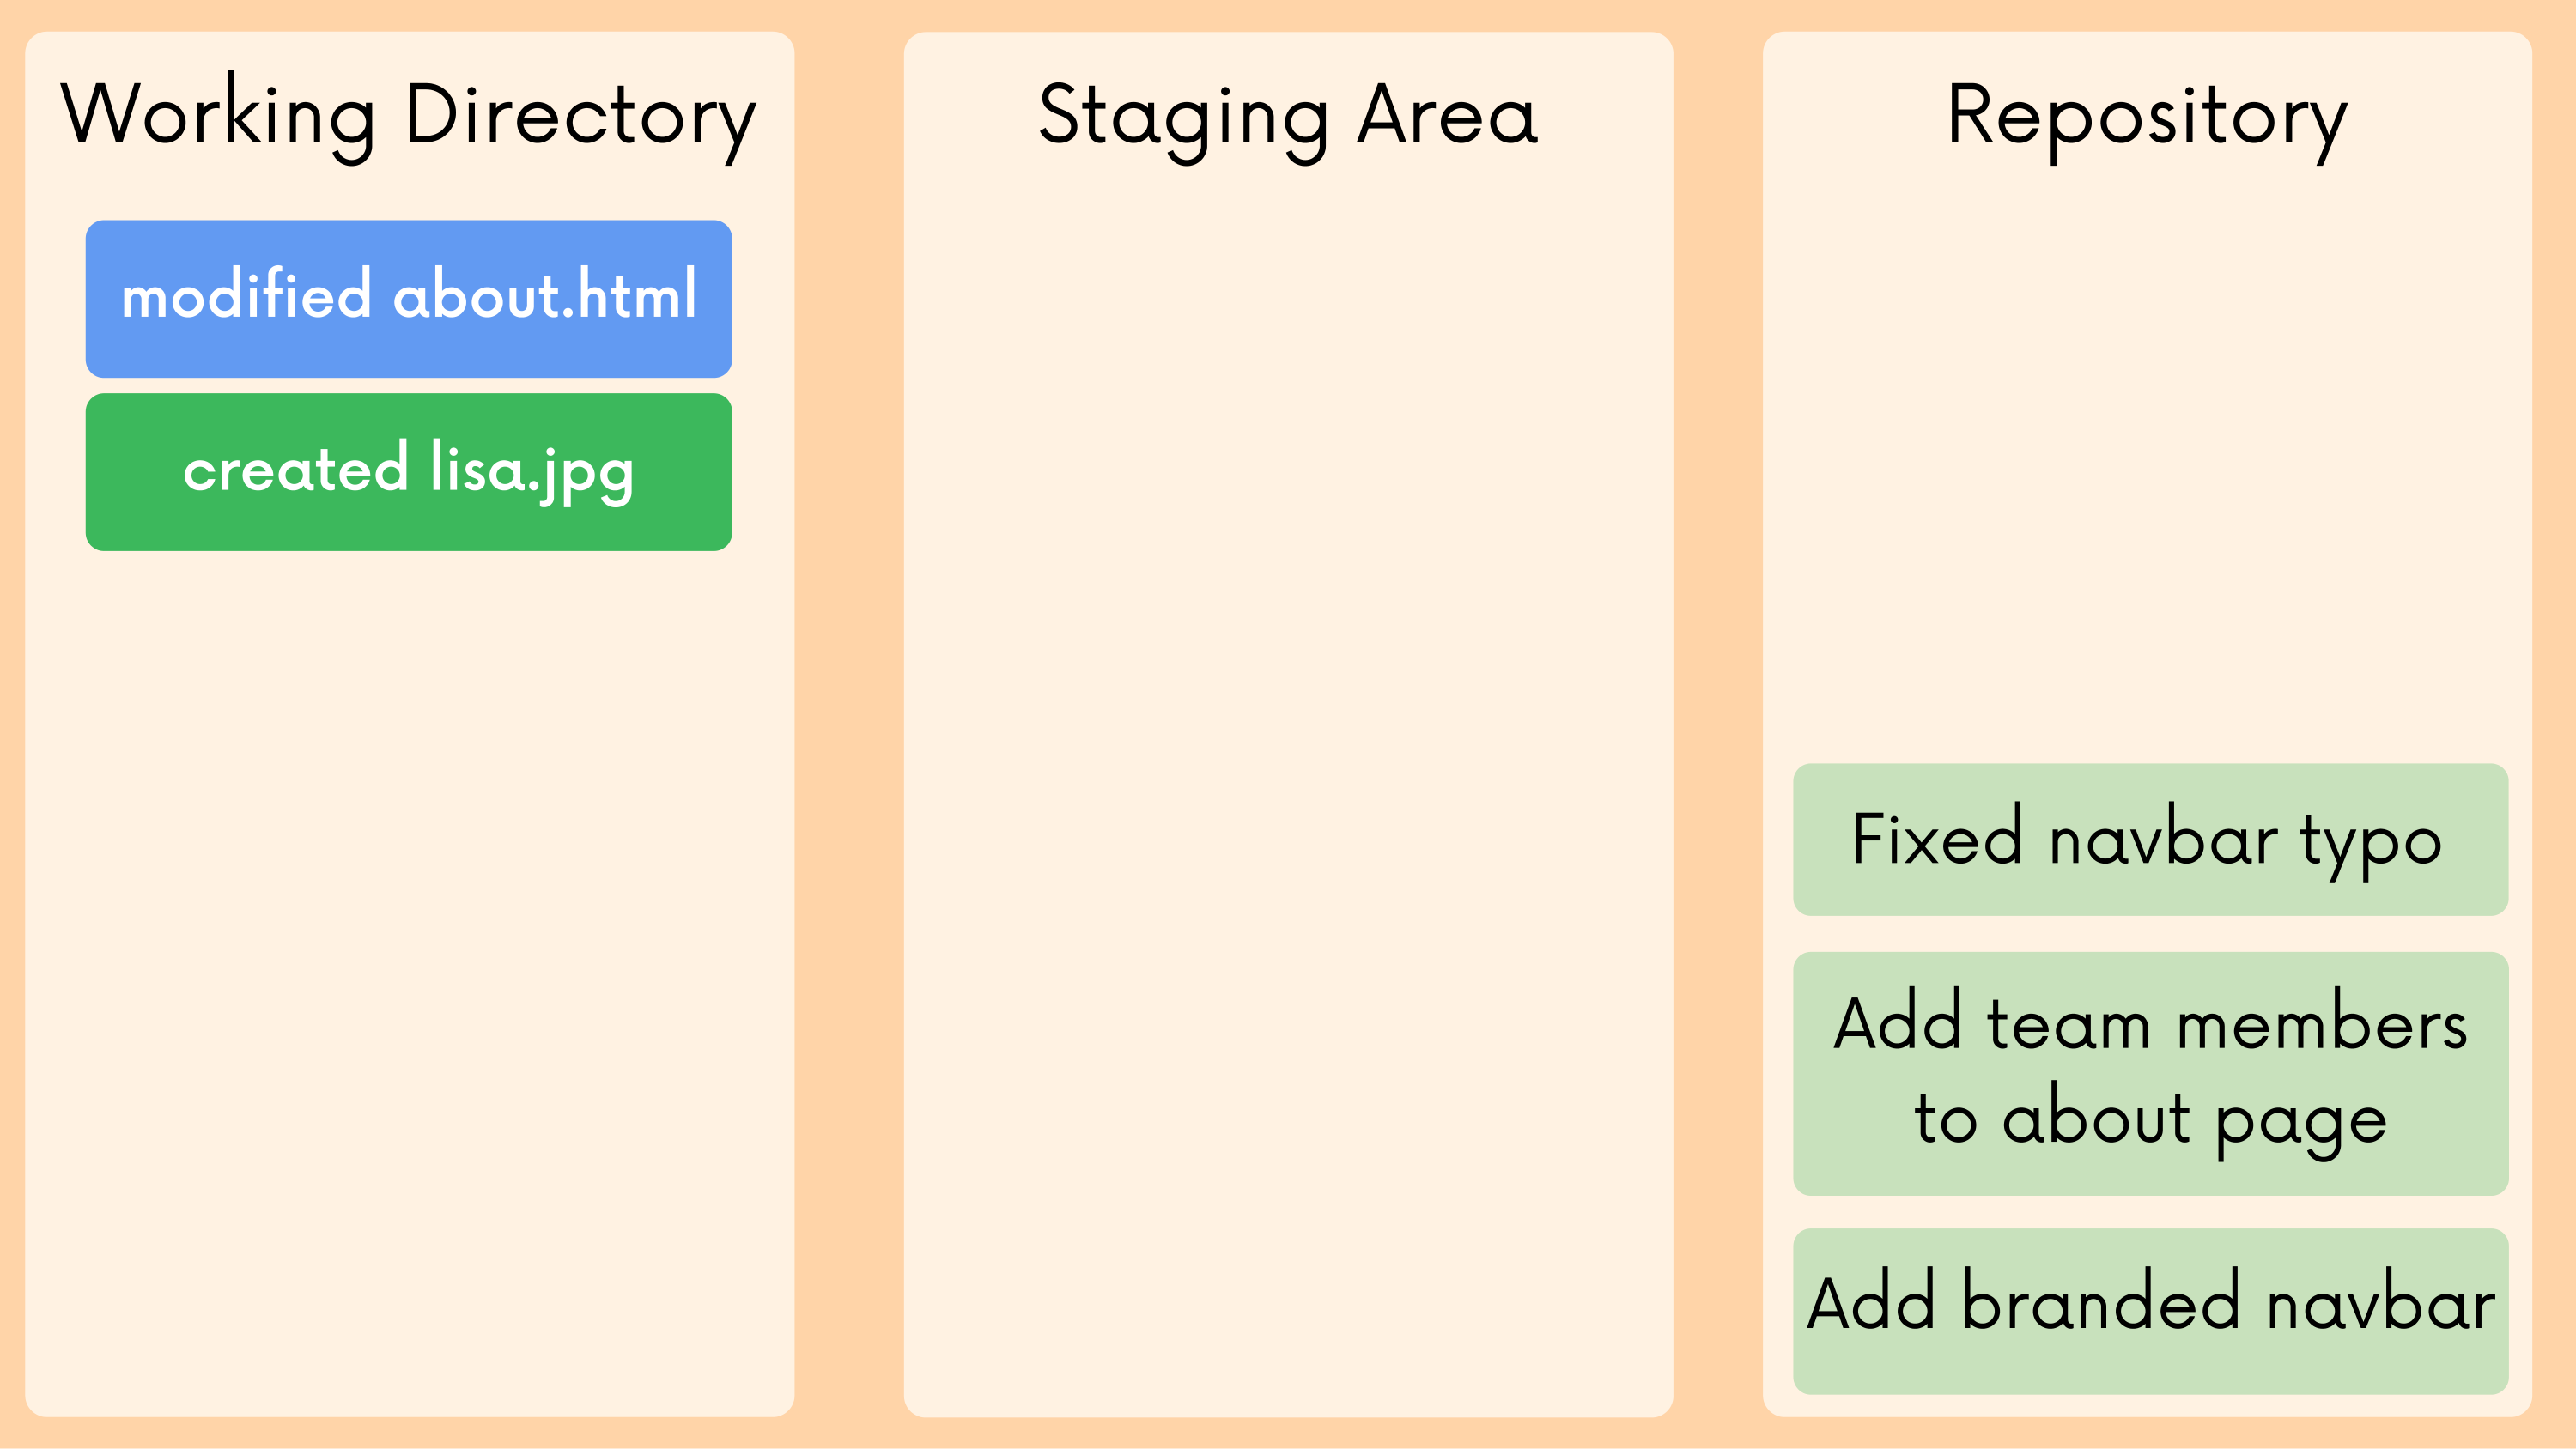 Working Directory
modified about.html
created lisa.jpg
Staging Area
Repository
Fixed navbar typo
Add team members
to about page
Add branded navbar